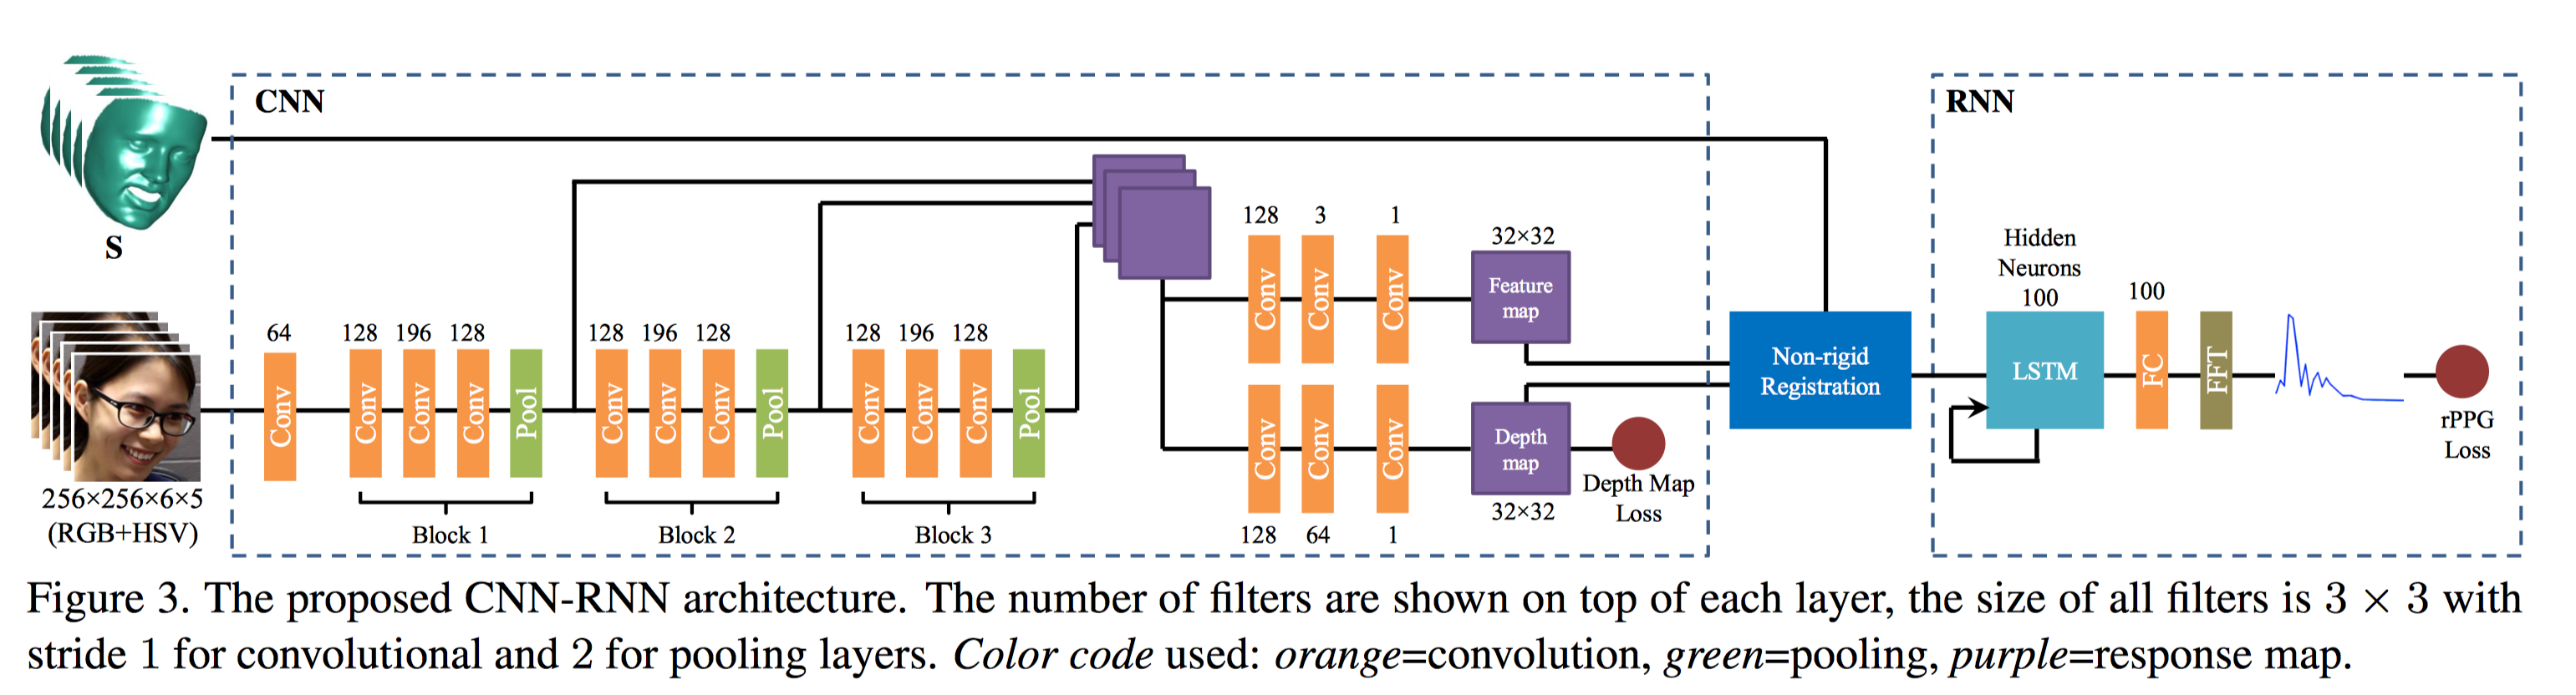 CNN
RNN
S
256×256×6×5
(RGB+HSV)
64
Conv
128 196 128
Conv Conv Conv Pool
Block 1
128 196 128
Conv Conv Conv Pool
Block 2
128 196 128
Conv Conv Conv Pool
Block 3
128 3 1
Conv Conv Conv
32×32
Feature
map
Conv Conv Conv
128 64 1
Depth
map
32×32
Depth Map
Loss
Non-rigid
Registration
Hidden
Neurons
100
LSTM
100
FC
FFT
rPPG
Loss
Figure 3. The proposed CNN-RNN architecture. The number of filters are shown on top of each layer, the size of all filters is 3 × 3 with
stride 1 for convolutional and 2 for pooling layers. Color code used: orange=convolution, green=pooling, purple=response map.